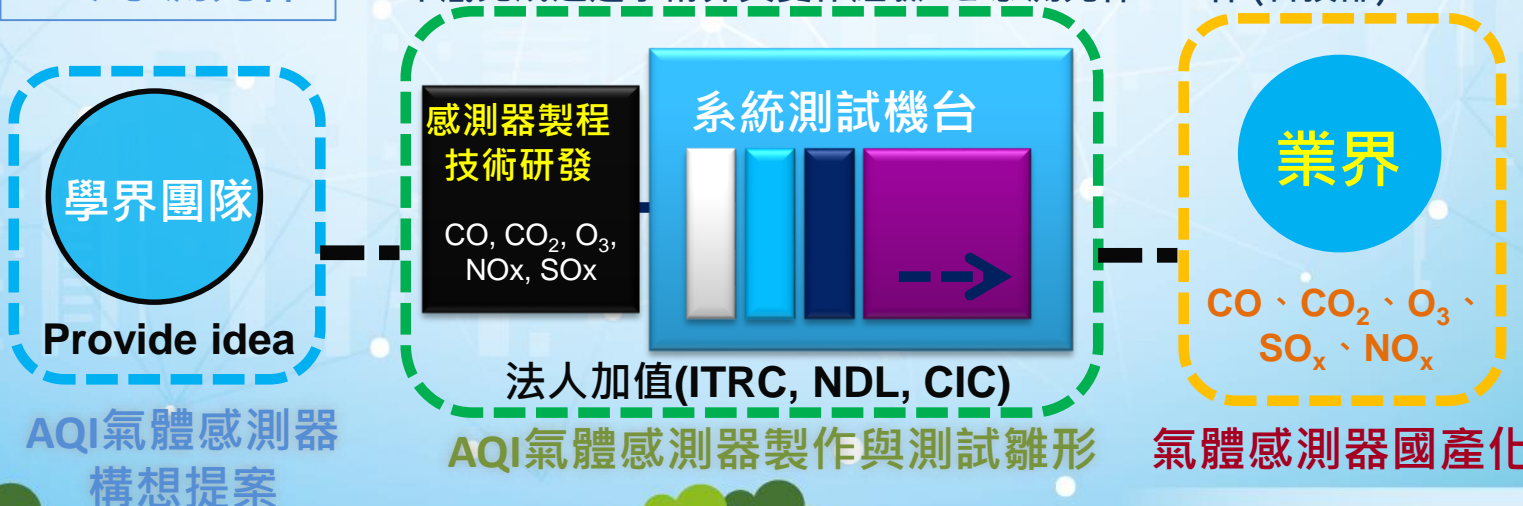 學界團隊
Provide idea
AQI氣體感測器
構想提案
感測器製程
技術研發
CO, CO2, O3,
NOx, SOx
系統測試機台
法人加值(ITRC, NDL, CIC)
AQI氣體感測器製作與測試雛形
業界
CO、CO2、O3、
SOx、NOx
氣體感測器國產化